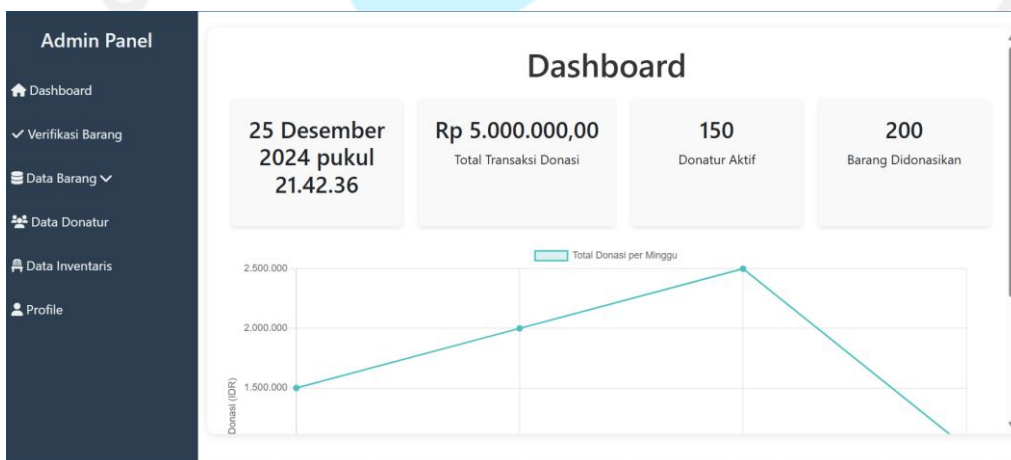 Admin Panel
Dashboard
Verifikasi Barang
Data Barang
Data Donatur
Data Inventaris
Profile
Dashboard
25 Desember
2024 pukul
21.42.36
Rp 5.000.000,00
Total Transaksi Donasi
150
Donatur Aktif
200
Barang Didonasikan
Total Donasi per Minggu
2.500.000
2.000.000
1.500.000
Donasi (IDR)